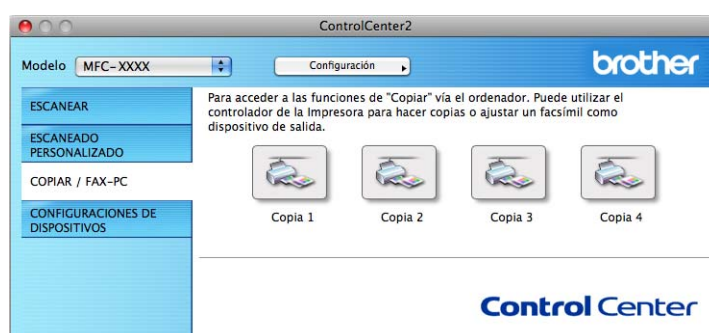 ControlCenter2
Modelo MFC-XXXX Configuración brother
ESCANEAR
ESCANEADO
PERSONALIZADO
COPIAR / FAX-PC
CONFIGURACIONES DE
DISPOSITIVOS
Para acceder a las funciones de "Copiar" vía el ordenador. Puede utilizar el
controlador de la Impresora para hacer copias o ajustar un facsímil como
dispositivo de salida.
Copia 1 Copia 2 Copia 3 Copia 4
Control Center